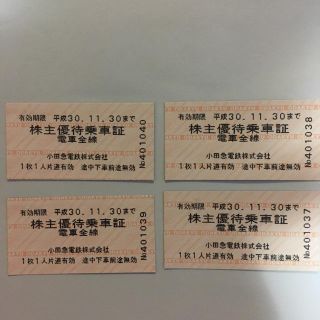 有効期限 平成30.11.30まで
株主優待乗車証
電車全線
小田急電鉄株式会社
1枚1人片道有効 途中下車前途無効
№401040
有効期限 平成30.11.30まで
株主優待乗車証
電車全線
小田急電鉄株式会社
1枚1人片道有効 途中下車前途無効
№401038
有効期限 平成30.11.30まで
株主優待乗車証
電車全線
小田急電鉄株式会社
1枚1人片道有効 途中下車前途無効
№401039
有効期限 平成30.11.30まで
株主優待乗車証
電車全線
小田急電鉄株式会社
1枚1人片道有効 途中下車前途無効
№401037